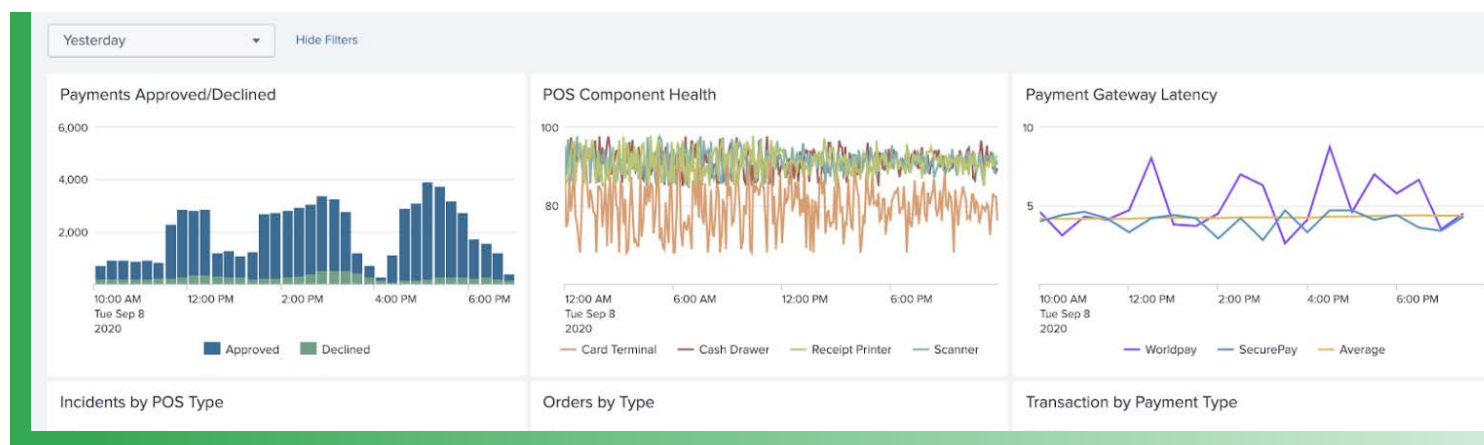 Yesterday
Hide Filters
Payments Approved/Declined
6,000
4,000
2,000
10:00 AM 12:00 PM 2:00 PM 4:00 PM 6:00 PM
Tue Sep 8
2020
Approved Declined
POS Component Health
100
80
12:00 AM 6:00 AM 12:00 PM 6:00 PM
Tue Sep 8
2020
Card Terminal Cash Drawer Receipt Printer Scanner
Payment Gateway Latency
10
5
10:00 AM 12:00 PM 2:00 PM 4:00 PM 6:00 PM
Tue Sep 8
2020
Worldpay SecurePay Average
Incidents by POS Type
Orders by Type
Transaction by Payment Type